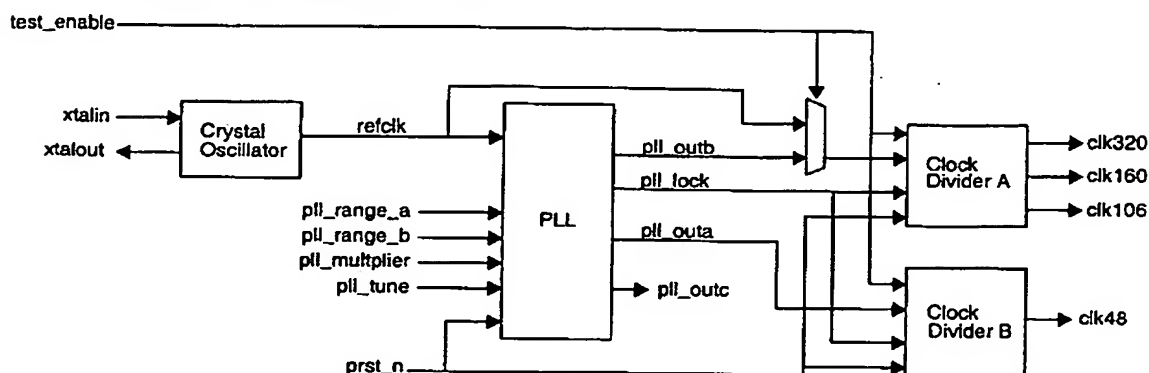 test_enable
xtalin
xtalout
Crystal
Oscillator
refclk
pll_outb
pll_lock
PLL
pll_outa
pll_outc
pll_range_a
pll_range_b
pll_multplier
pll_tune
prst_n
Clock
Divider A
clk320
clk160
clk106
Clock
Divider B
clk48